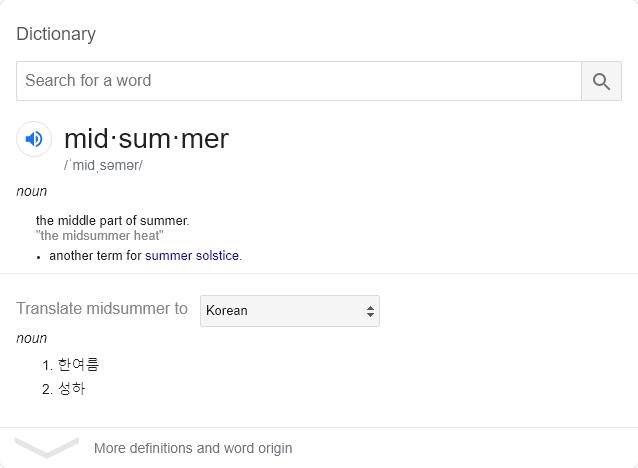 Dictionary
Search for a word
mid·sum·mer
/ˈmidˌsəmər/
noun
the middle part of summer.
"the midsummer heat"
• another term for summer solstice.
Translate midsummer to Korean
noun
1. 한여름
2. 성하
More definitions and word origin